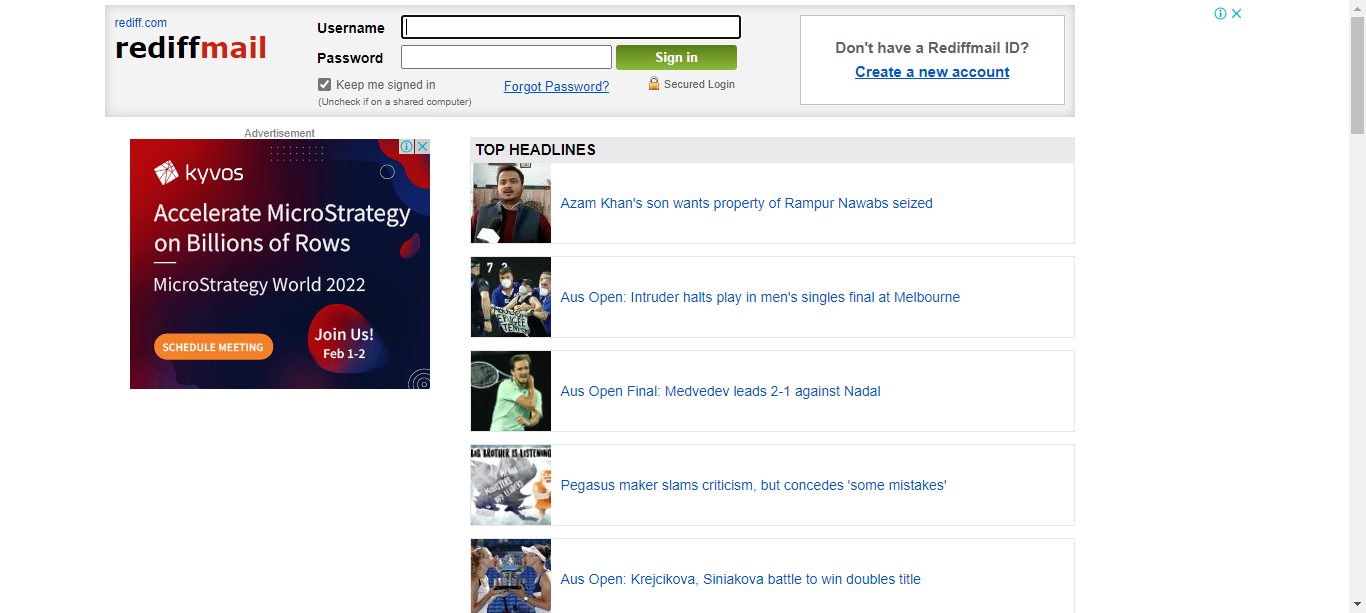 rediff.com
rediffmail
Username
Password
Sign in
Keep me signed in
Forgot Password?
Secured Login
(Uncheck if on a shared computer)
Don't have a Rediffmail ID?
Create a new account
Advertisement
kyvos
Accelerate MicroStrategy
on Billions of Rows
MicroStrategy World 2022
Join Us!
Feb 1-2
SCHEDULE MEETING
TOP HEADLINES
Azam Khan's son wants property of Rampur Nawabs seized
Aus Open: Intruder halts play in men's singles final at Melbourne
Aus Open Final: Medvedev leads 2-1 against Nadal
BIG BROTHER IS LISTENING
Pegasus maker slams criticism, but concedes 'some mistakes'
Aus Open: Krejcikova, Siniakova battle to win doubles title